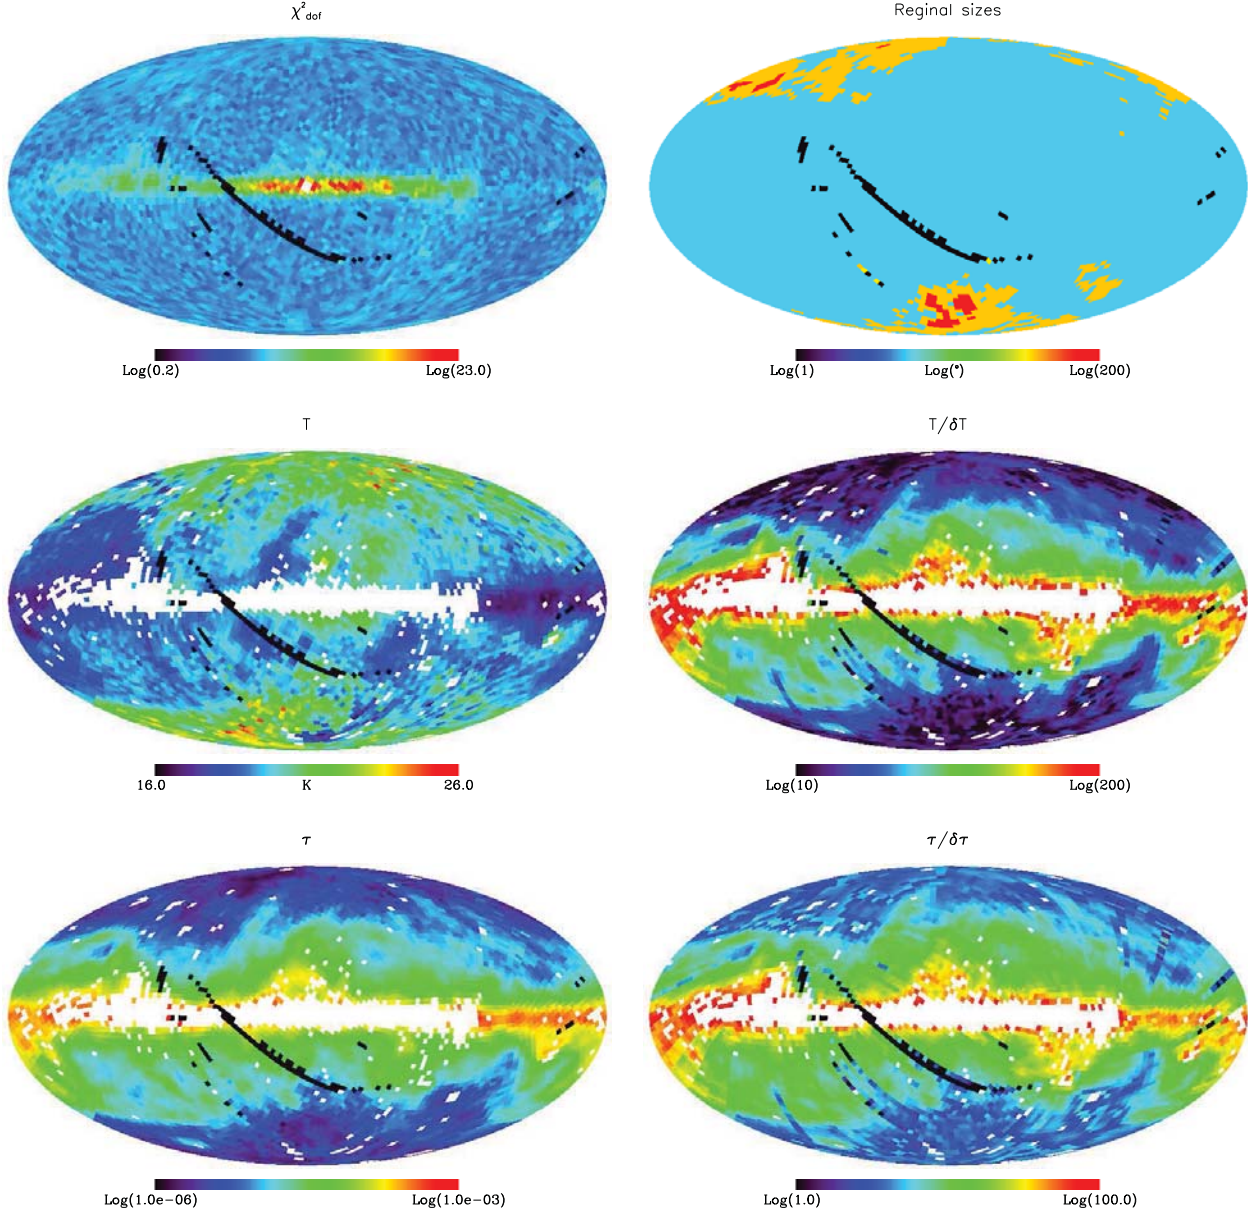 χ²dof
Reginal sizes
Log(0.2) Log(23.0)
Log(1) Log(°) Log(200)
T
T/δT
16.0 K 26.0
Log(10) Log(200)
τ
τ/δτ
Log(1.0e-06) Log(1.0e-03)
Log(1.0) Log(100.0)